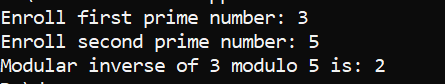 Enroll first prime number: 3
Enroll second prime number: 5
Modular inverse of 3 modulo 5 is: 2